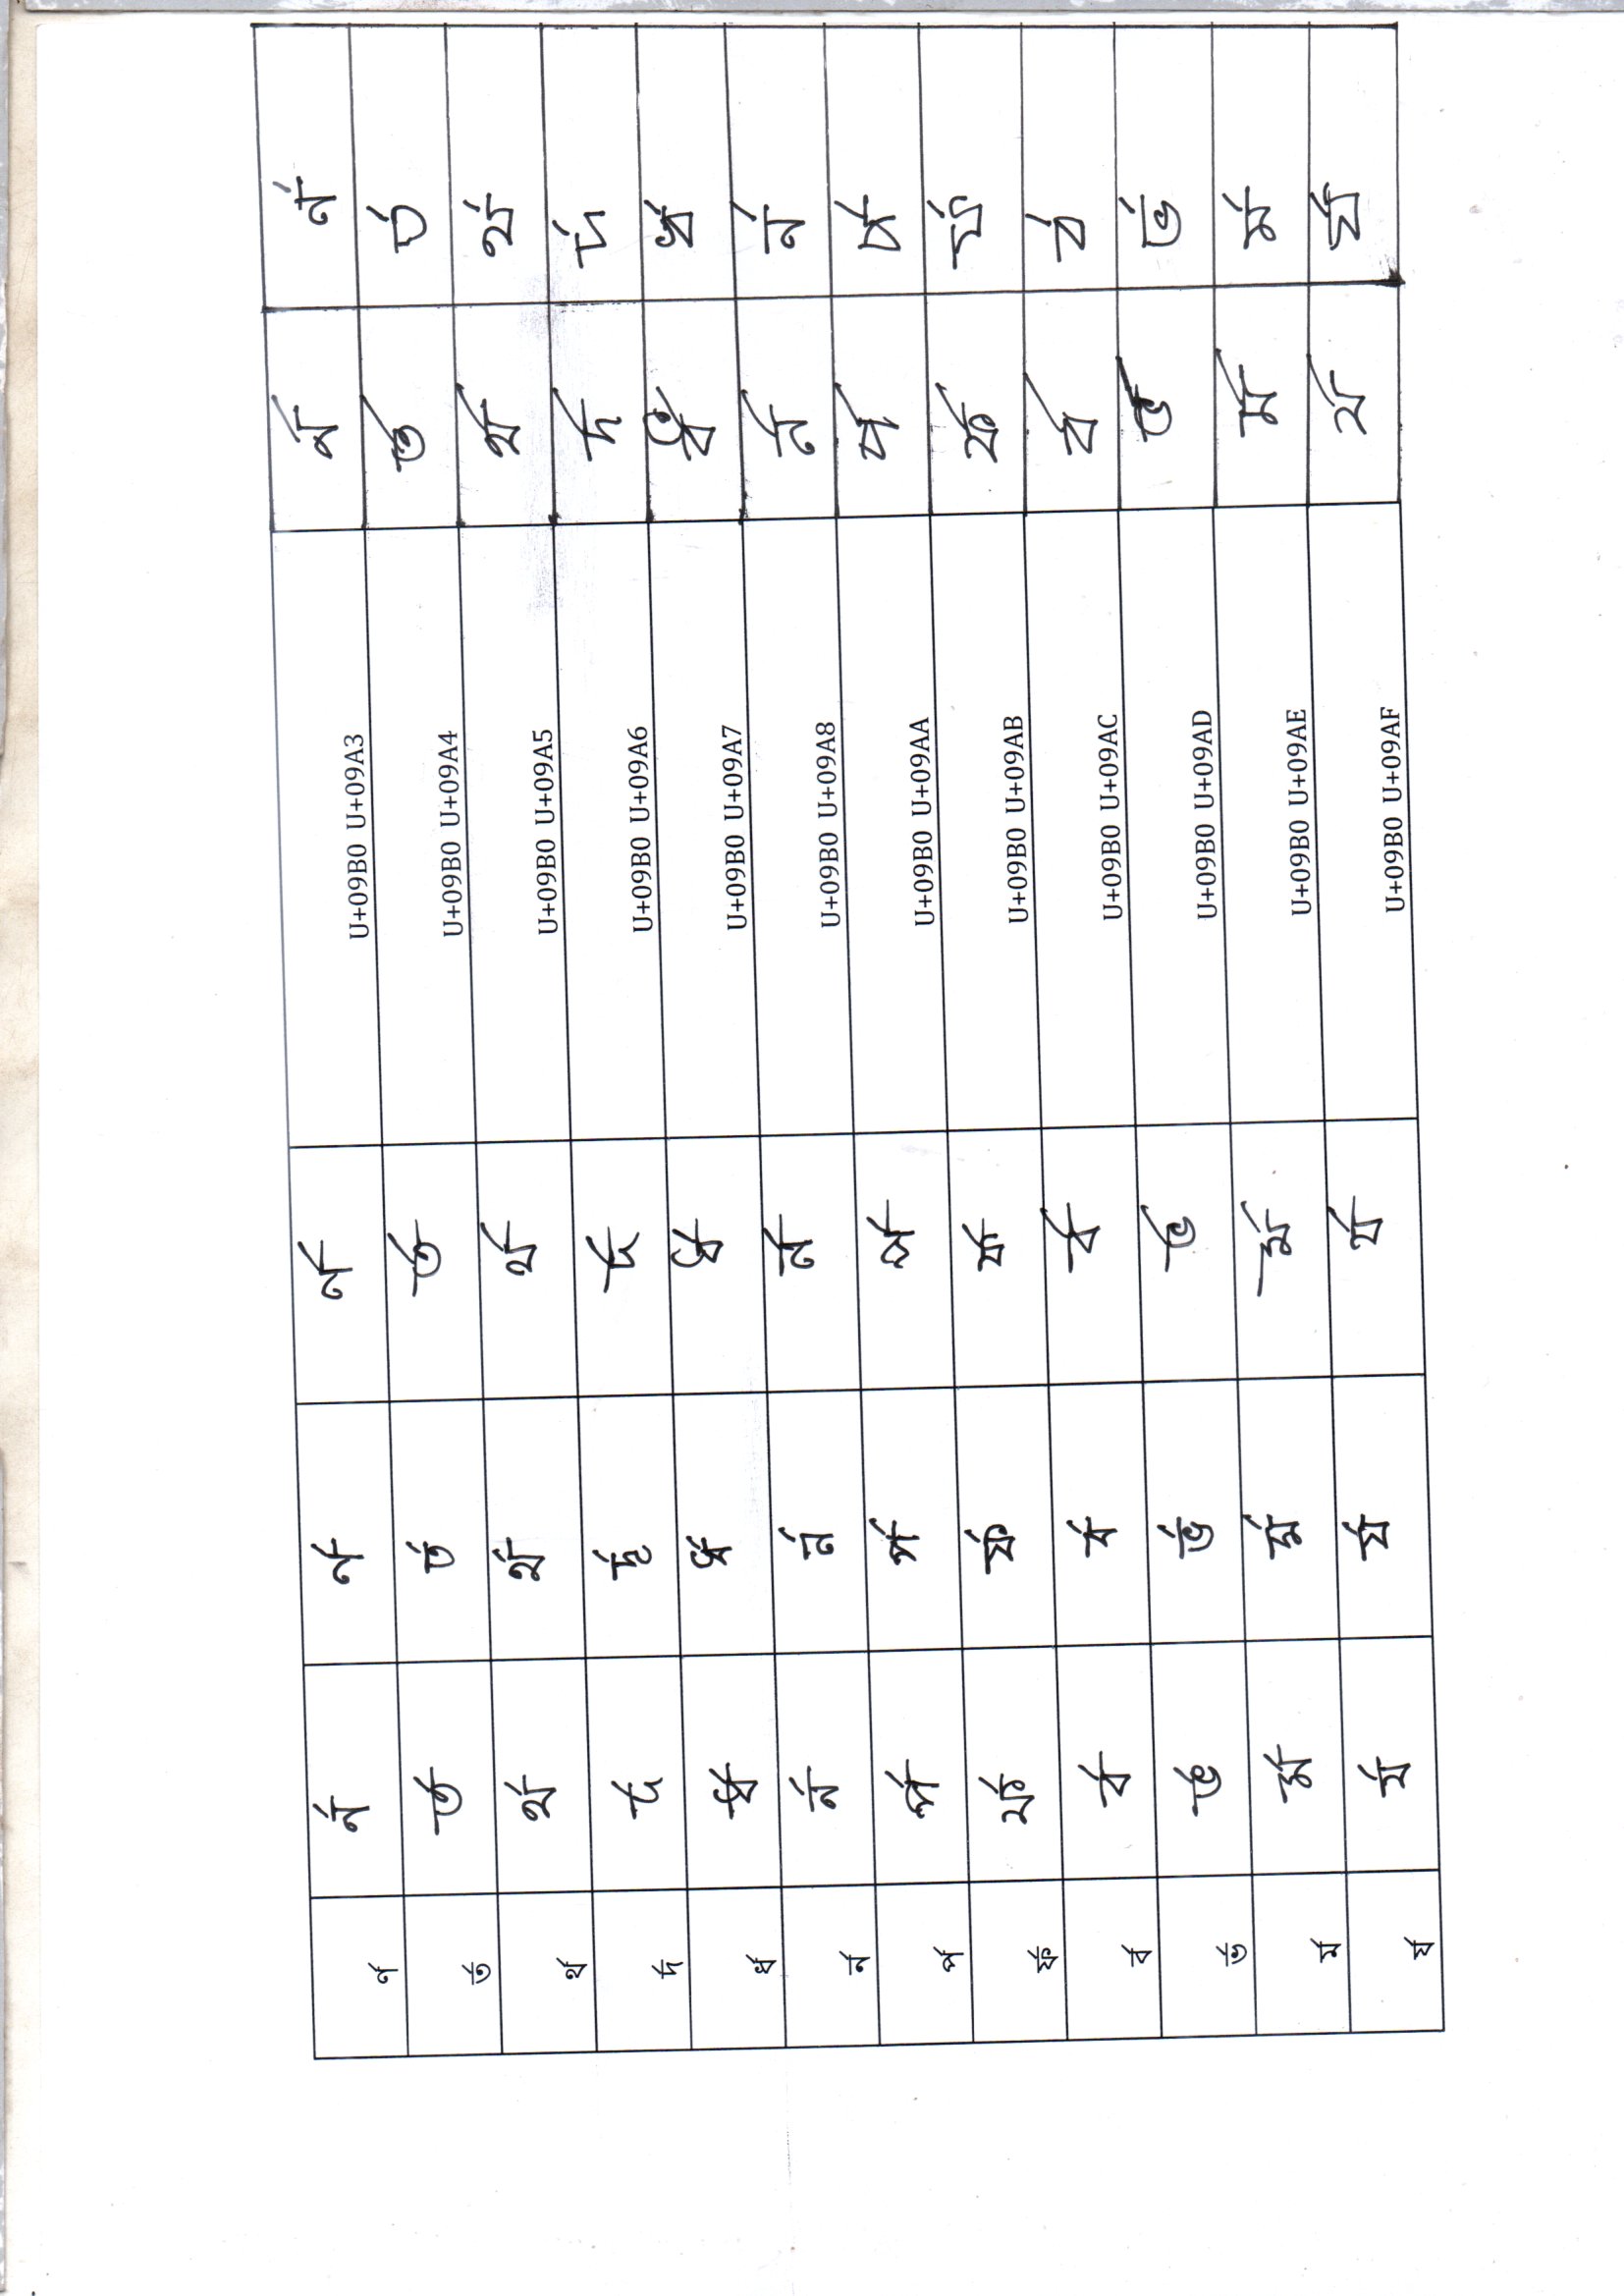 র্ণ র্ণ র্ণ র্ণ U+09B0 U+09A3 র্ণ র্ণ
র্ত র্ত র্ত র্ত U+09B0 U+09A4 র্ত র্ত
র্থ র্থ র্থ র্থ U+09B0 U+09A5 র্থ র্থ
র্দ র্দ র্দ র্দ U+09B0 U+09A6 র্দ র্দ
র্ধ র্ধ র্ধ র্ধ U+09B0 U+09A7 র্ধ র্ধ
র্ন র্ন র্ন র্ন U+09B0 U+09A8 র্ন র্ন
র্প র্প র্প র্প U+09B0 U+09AA র্প র্প
র্ফ র্ফ র্ফ র্ফ U+09B0 U+09AB র্ফ র্ফ
র্ব র্ব র্ব র্ব U+09B0 U+09AC র্ব র্ব
র্ভ র্ভ র্ভ র্ভ U+09B0 U+09AD র্ভ র্ভ
র্ম র্ম র্ম র্ম U+09B0 U+09AE র্ম র্ম
র্য র্য র্য র্য U+09B0 U+09AF র্য র্য